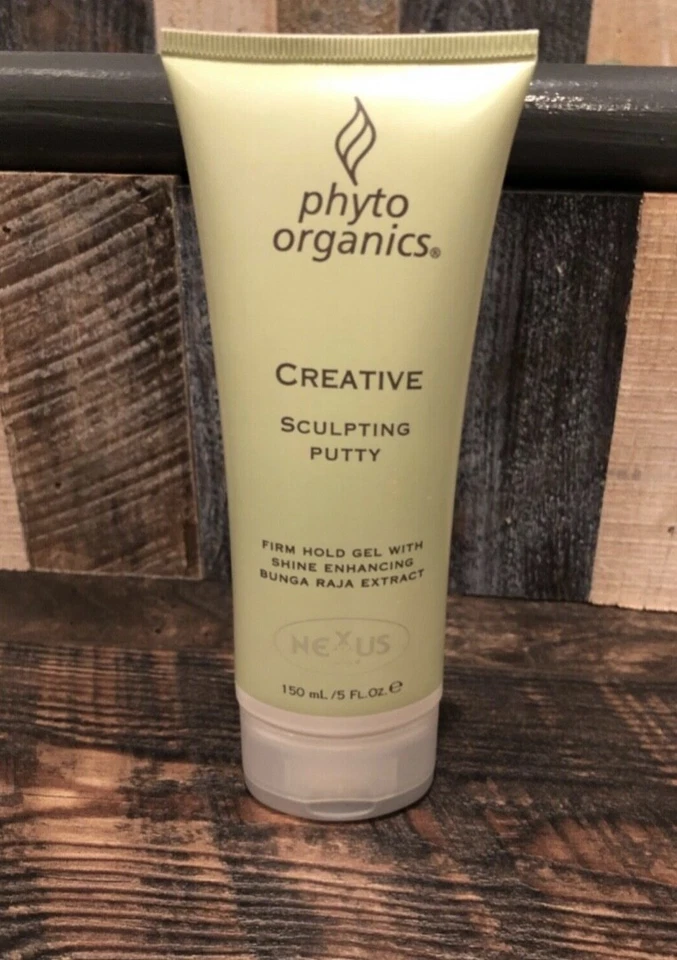 phyto
organics®
CREATIVE
SCULPTING
PUTTY
FIRM HOLD GEL WITH
SHINE ENHANCING
BUNGA RAJA EXTRACT
NEXXUS
150 mL/5 FL.OZ.℮